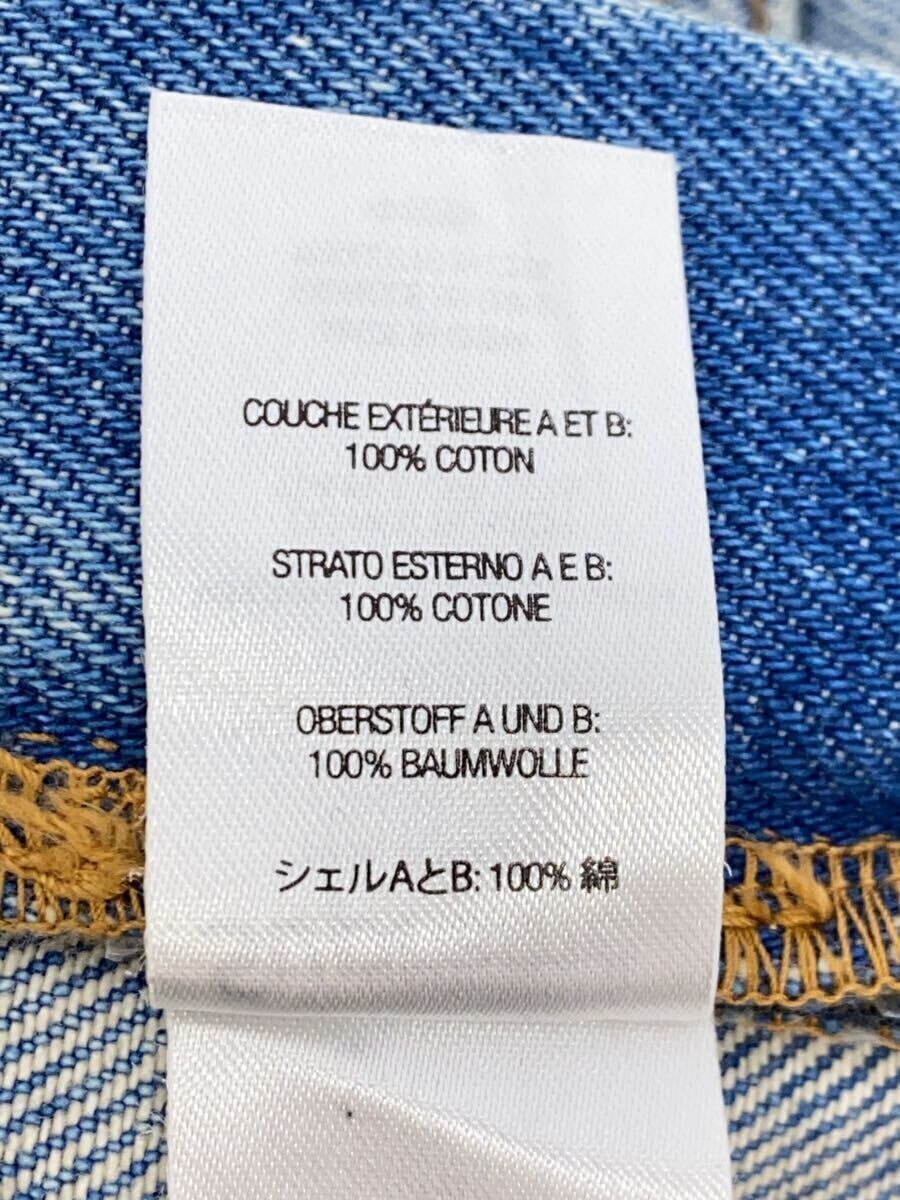 COUCHE EXTÉRIEURE A ET B:
100% COTON
STRATO ESTERNO A E B:
100% COTONE
OBERSTOFF A UND B:
100% BAUMWOLLE
シェルAとB: 100% 綿